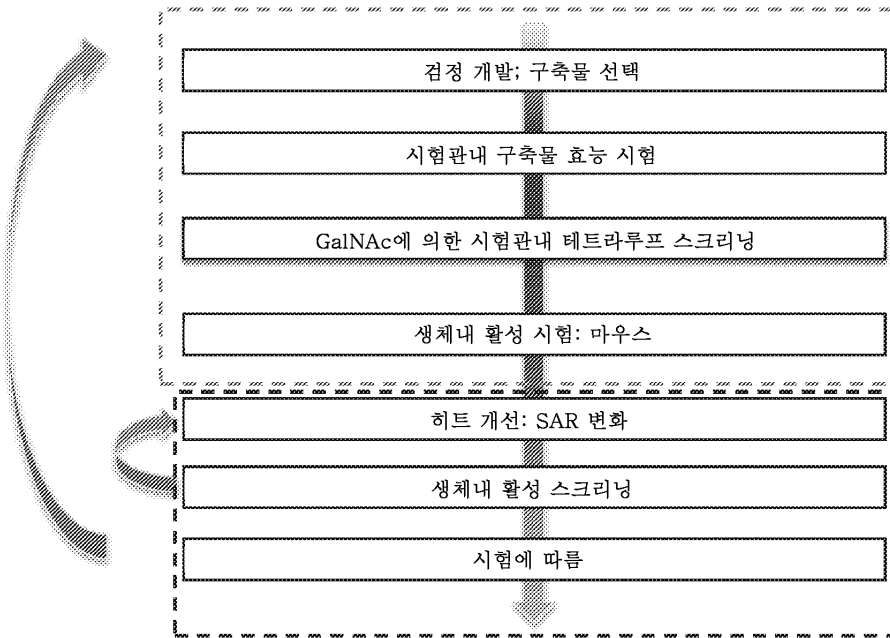 검정 개발; 구축물 선택
시험관내 구축물 효능 시험
GalNAc에 의한 시험관내 테트라루프 스크리닝
생체내 활성 시험: 마우스
히트 개선: SAR 변화
생체내 활성 스크리닝
시험에 따름